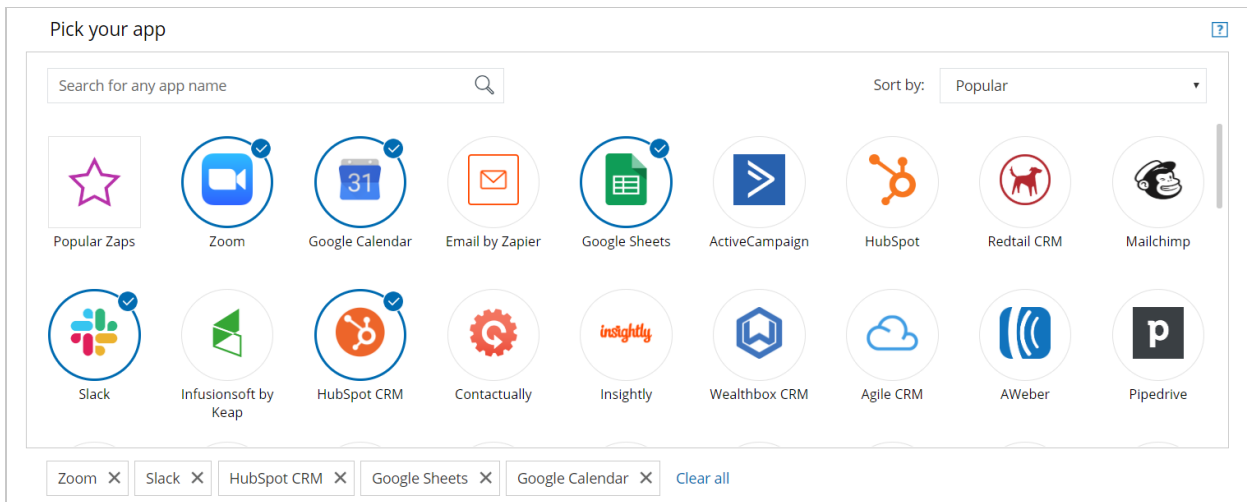 Pick your app
?
Search for any app name
Sort by: Popular
31
Popular Zaps Zoom Google Calendar Email by Zapier Google Sheets ActiveCampaign HubSpot Redtail CRM Mailchimp
insightly
p
Slack Infusionsoft by Keap HubSpot CRM Contactually Insightly Wealthbox CRM Agile CRM AWeber Pipedrive
Zoom Slack HubSpot CRM Google Sheets Google Calendar Clear all